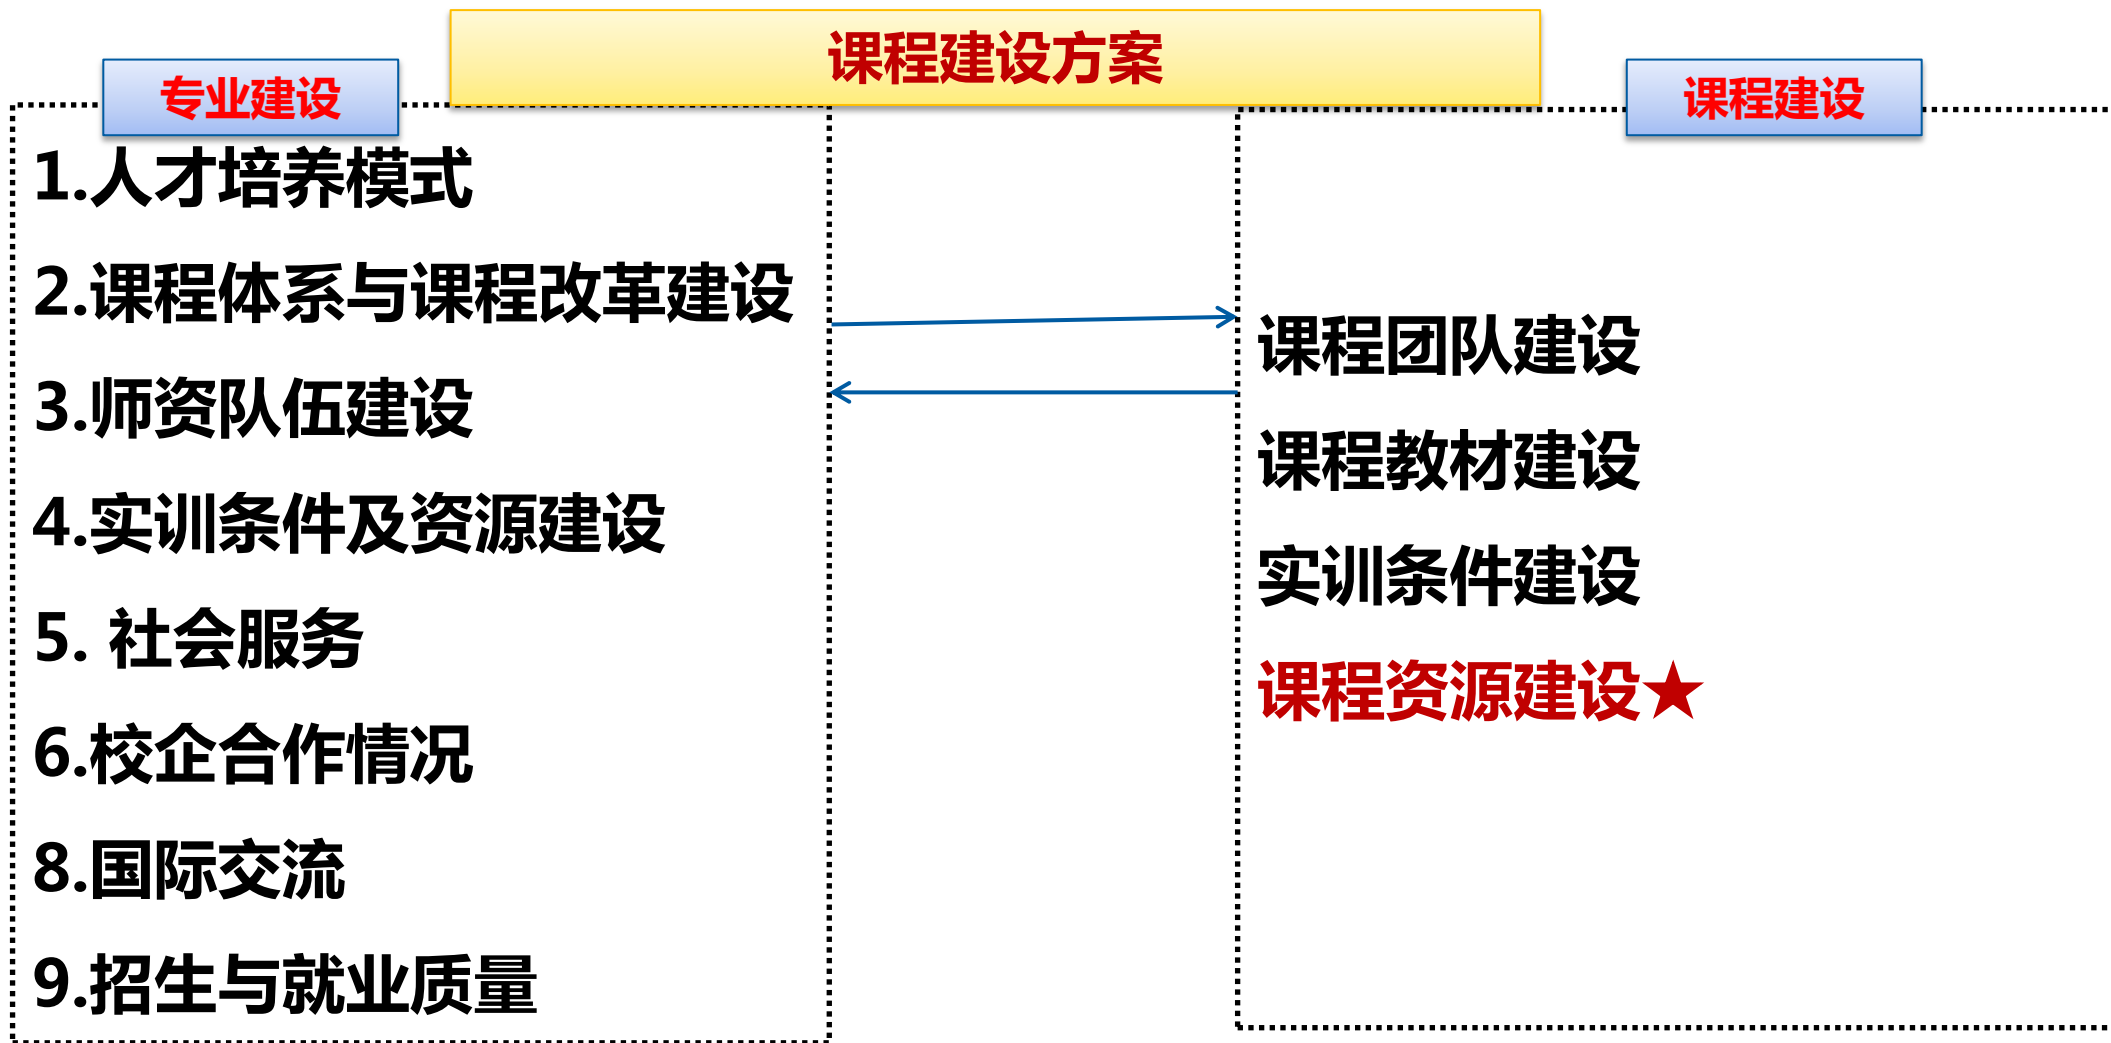 课程建设方案
专业建设
1.人才培养模式
2.课程体系与课程改革建设
3.师资队伍建设
4.实训条件及资源建设
5. 社会服务
6.校企合作情况
8.国际交流
9.招生与就业质量
课程建设
课程团队建设
课程教材建设
实训条件建设
课程资源建设★